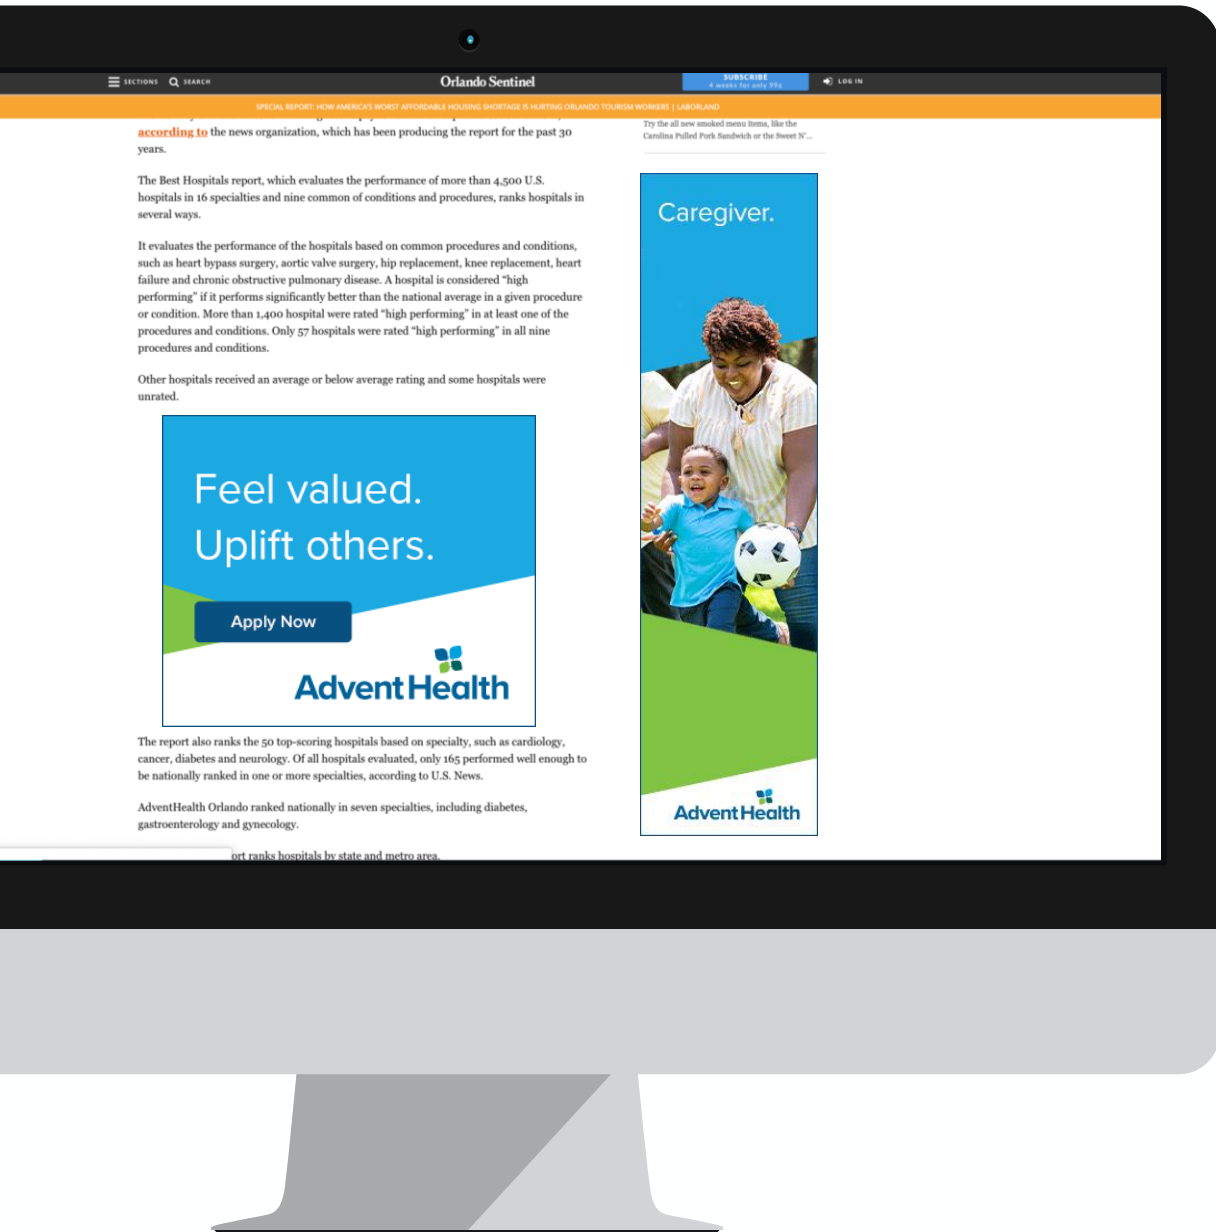 SECTIONS SEARCH
Orlando Sentinel
SUBSCRIBE
4 weeks for only 99¢
LOG IN
SPECIAL REPORT: HOW AMERICA'S WORST AFFORDABLE HOUSING SHORTAGE IS HURTING ORLANDO TOURISM WORKERS | LABORLAND
according to the news organization, which has been producing the report for the past 30
years.
The Best Hospitals report, which evaluates the performance of more than 4,500 U.S.
hospitals in 16 specialties and nine common of conditions and procedures, ranks hospitals in
several ways.
It evaluates the performance of the hospitals based on common procedures and conditions,
such as heart bypass surgery, aortic valve surgery, hip replacement, knee replacement, heart
failure and chronic obstructive pulmonary disease. A hospital is considered “high
performing” if it performs significantly better than the national average in a given procedure
or condition. More than 1,400 hospital were rated “high performing” in at least one of the
procedures and conditions. Only 57 hospitals were rated “high performing” in all nine
procedures and conditions.
Other hospitals received an average or below average rating and some hospitals were
unrated.
Feel valued.
Uplift others.
Apply Now
AdventHealth
The report also ranks the 50 top-scoring hospitals based on specialty, such as cardiology,
cancer, diabetes and neurology. Of all hospitals evaluated, only 165 performed well enough to
be nationally ranked in one or more specialties, according to U.S. News.
AdventHealth Orlando ranked nationally in seven specialties, including diabetes,
gastroenterology and gynecology.
ort ranks hospitals by state and metro area.
Try the all new smoked menu items, like the
Carolina Pulled Pork Sandwich or the Sweet N'...
Caregiver.
AdventHealth